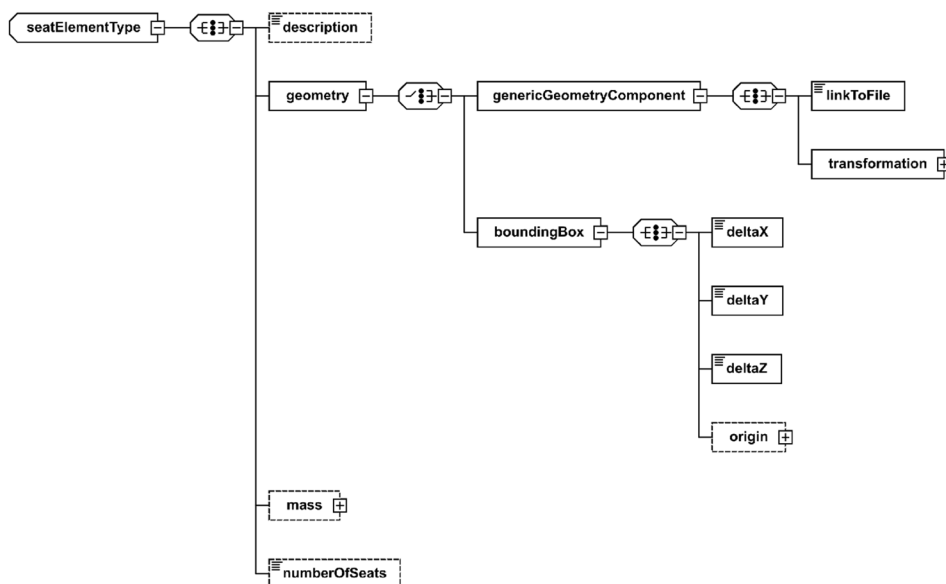 seatElementType
description
geometry
genericGeometryComponent
linkToFile
transformation
boundingBox
deltaX
deltaY
deltaZ
origin
mass
numberOfSeats